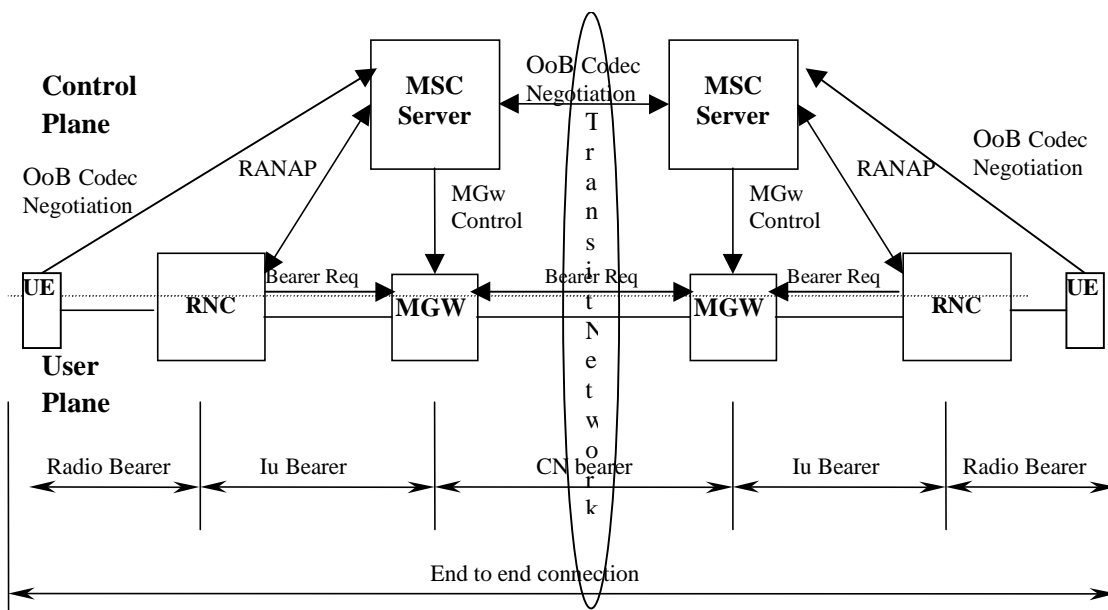 Control
Plane
MSC
Server
OoB Codec
Negotiation
MSC
Server
OoB Codec
Negotiation
RANAP
MGw
Control
Transit Network
MGw
Control
RANAP
OoB Codec
Negotiation
UE
RNC
Bearer Req
MGW
Bearer Req
MGW
Bearer Req
RNC
UE
User
Plane
Radio Bearer
Iu Bearer
CN bearer
Iu Bearer
Radio Bearer
End to end connection